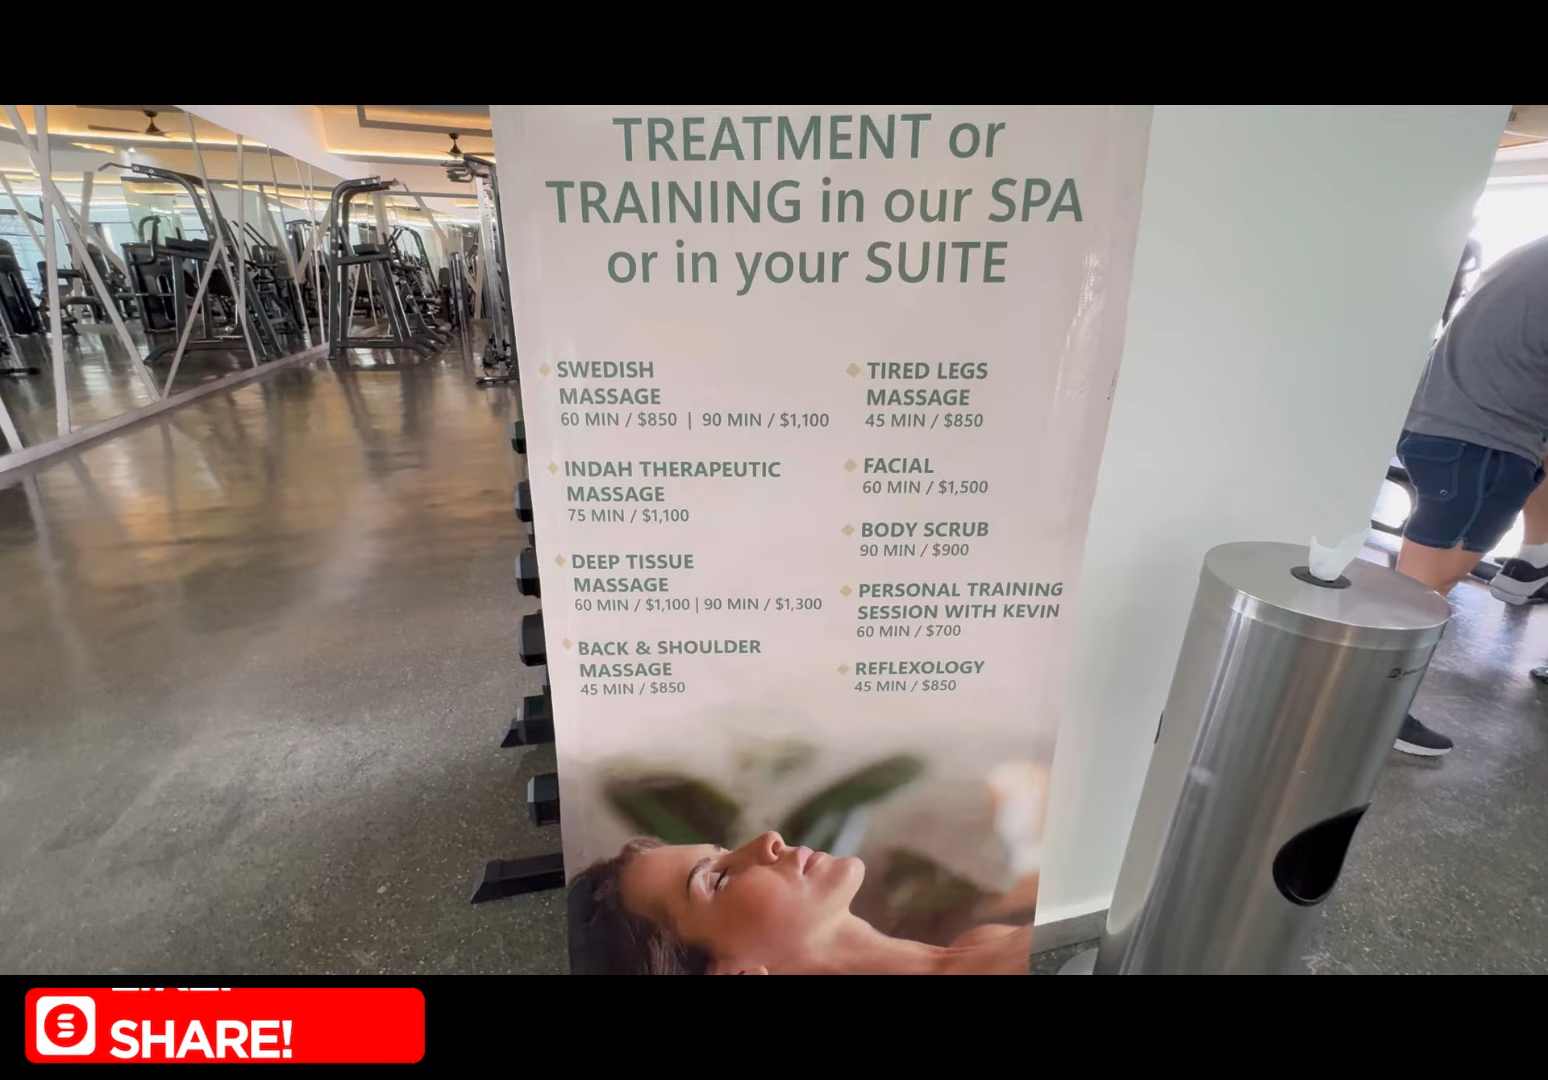 TREATMENT or
TRAINING in our SPA
or in your SUITE
SWEDISH
MASSAGE
60 MIN / $850 | 90 MIN / $1,100
INDAH THERAPEUTIC
MASSAGE
75 MIN / $1,100
DEEP TISSUE
MASSAGE
60 MIN / $1,100 | 90 MIN / $1,300
BACK & SHOULDER
MASSAGE
45 MIN / $850
TIRED LEGS
MASSAGE
45 MIN / $850
FACIAL
60 MIN / $1,500
BODY SCRUB
90 MIN / $900
PERSONAL TRAINING
SESSION WITH KEVIN
60 MIN / $700
REFLEXOLOGY
45 MIN / $850
SHARE!